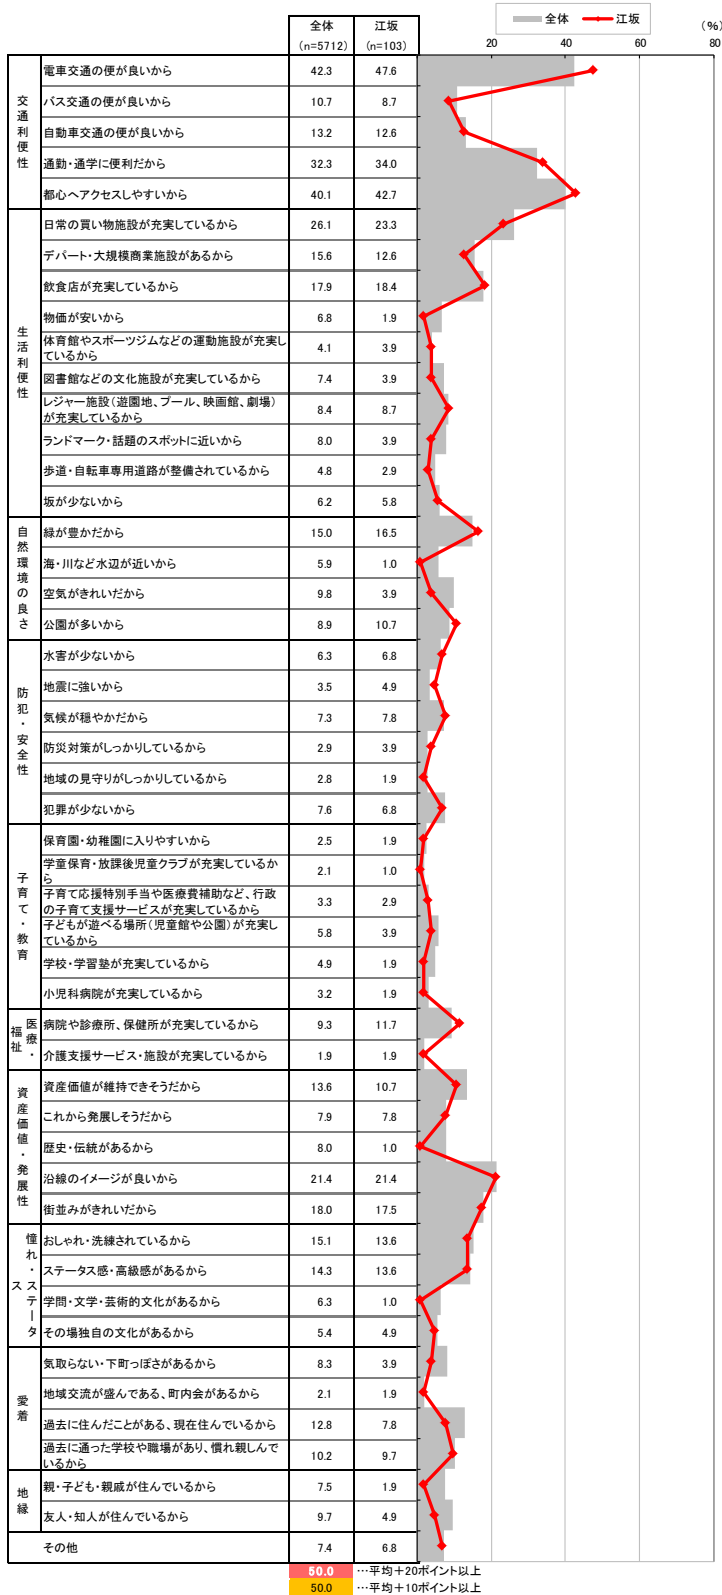 全体 江坂
全体 江坂
(n=5712) (n=103) (%)
0 20 40 60 80
交通利便性
電車交通の便が良いから 42.3 47.6
バス交通の便が良いから 10.7 8.7
自動車交通の便が良いから 13.2 12.6
通勤・通学に便利だから 32.3 34.0
都心へアクセスしやすいから 40.1 42.7
生活利便性
日常の買い物施設が充実しているから 26.1 23.3
デパート・大規模商業施設があるから 15.6 12.6
飲食店が充実しているから 17.9 18.4
物価が安いから 6.8 1.9
体育館やスポーツジムなどの運動施設が充実し
ているから 4.1 3.9
図書館などの文化施設が充実しているから 7.4 3.9
レジャー施設(遊園地、プール、映画館、劇場)
が充実しているから 8.4 8.7
ランドマーク・話題のスポットに近いから 8.0 3.9
歩道・自転車専用道路が整備されているから 4.8 2.9
坂が少ないから 6.2 5.8
自然環境の良さ
緑が豊かだから 15.0 16.5
海・川など水辺が近いから 5.9 1.0
空気がきれいだから 9.8 3.9
公園が多いから 8.9 10.7
防犯・安全性
水害が少ないから 6.3 6.8
地震に強いから 3.5 4.9
気候が穏やかだから 7.3 7.8
防災対策がしっかりしているから 2.9 3.9
地域の見守りがしっかりしているから 2.8 1.9
犯罪が少ないから 7.6 6.8
子育て・教育
保育園・幼稚園に入りやすいから 2.5 1.9
学童保育・放課後児童クラブが充実しているか
ら 2.1 1.0
子育て応援特別手当や医療費補助など、行政
の子育て支援サービスが充実しているから 3.3 2.9
子どもが遊べる場所(児童館や公園)が充実し
ているから 5.8 3.9
学校・学習塾が充実しているから 4.9 1.9
小児科病院が充実しているから 3.2 1.9
医療・福祉
病院や診療所、保健所が充実しているから 9.3 11.7
介護支援サービス・施設が充実しているから 1.9 1.9
資産価値・発展性
資産価値が維持できそうだから 13.6 10.7
これから発展しそうだから 7.9 7.8
歴史・伝統があるから 8.0 1.0
沿線のイメージが良いから 21.4 21.4
街並みがきれいだから 18.0 17.5
憧れ・ステータス
おしゃれ・洗練されているから 15.1 13.6
ステータス感・高級感があるから 14.3 13.6
学問・文学・芸術的文化があるから 6.3 1.0
その場独自の文化があるから 5.4 4.9
愛着
気取らない・下町っぽさがあるから 8.3 3.9
地域交流が盛んである、町内会があるから 2.1 1.9
過去に住んだことがある、現在住んでいるから 12.8 7.8
過去に通った学校や職場があり、慣れ親しんで
いるから 10.2 9.7
地縁
親・子ども・親戚が住んでいるから 7.5 1.9
友人・知人が住んでいるから 9.7 4.9
その他 7.4 6.8
50.0 …平均+20ポイント以上
50.0 …平均+10ポイント以上